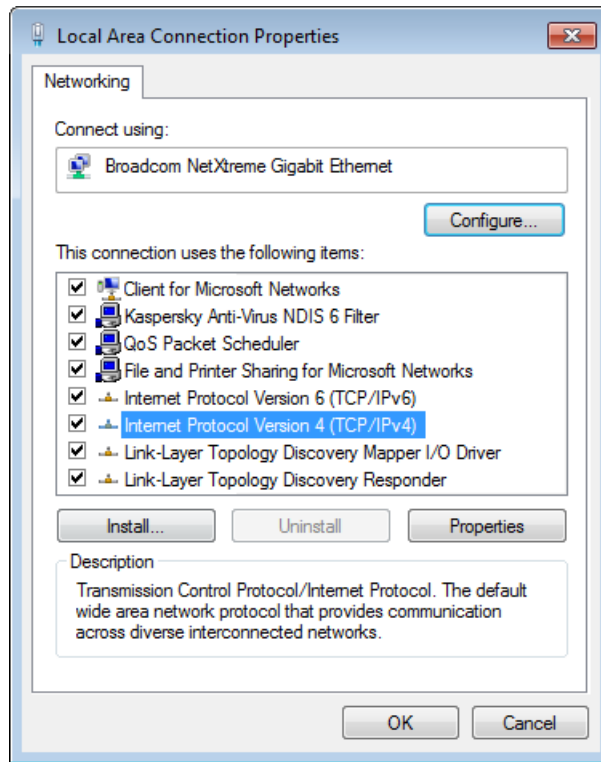 Local Area Connection Properties
Networking
Connect using:
Broadcom NetXtreme Gigabit Ethernet
Configure...
This connection uses the following items:
Client for Microsoft Networks
Kaspersky Anti-Virus NDIS 6 Filter
QoS Packet Scheduler
File and Printer Sharing for Microsoft Networks
Internet Protocol Version 6 (TCP/IPv6)
Internet Protocol Version 4 (TCP/IPv4)
Link-Layer Topology Discovery Mapper I/O Driver
Link-Layer Topology Discovery Responder
Install... Uninstall Properties
Description
Transmission Control Protocol/Internet Protocol. The default
wide area network protocol that provides communication
across diverse interconnected networks.
OK Cancel